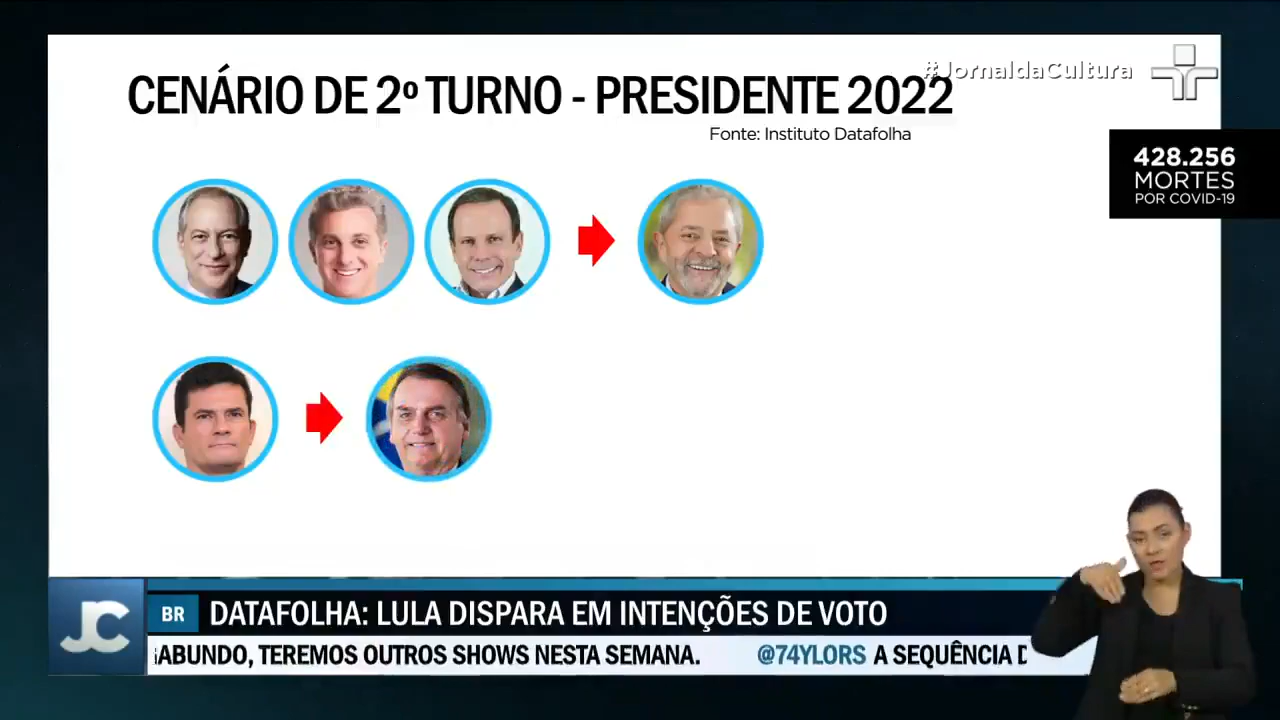 #JornaldaCultura
CENÁRIO DE 2º TURNO - PRESIDENTE 2022
Fonte: Instituto Datafolha
428.256
MORTES
POR COVID-19
JC
BR DATAFOLHA: LULA DISPARA EM INTENÇÕES DE VOTO
GABUNDO, TEREMOS OUTROS SHOWS NESTA SEMANA. @74YLORS A SEQUÊNCIA D